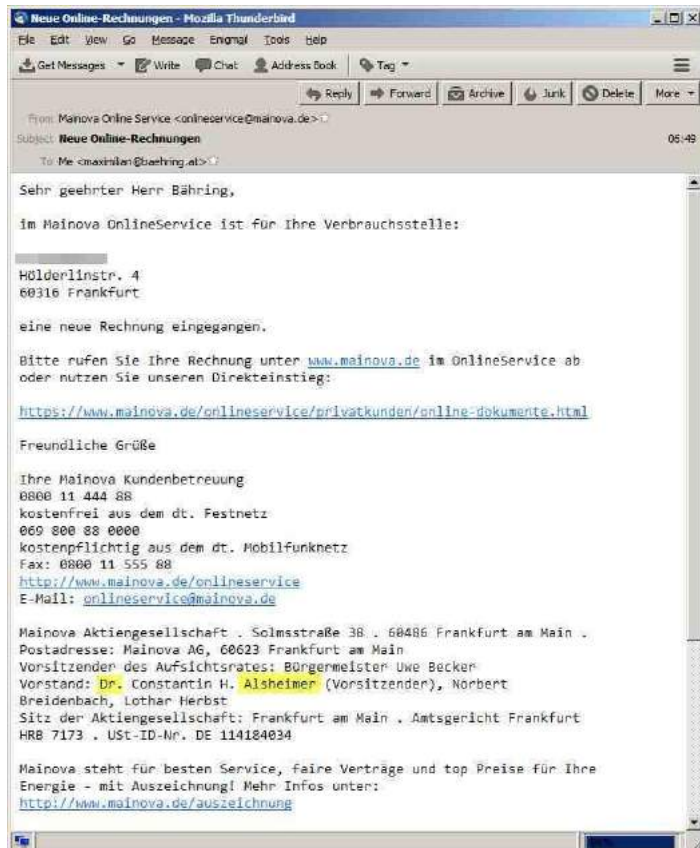 Neue Online-Rechnungen - Mozilla Thunderbird
File Edit View Go Message Enigmail Tools Help
Get Messages Write Chat Address Book Tag
Reply Forward Archive Junk Delete More
From Mainova Online Service <onlineservice@mainova.de>
Subject Neue Online-Rechnungen 06:49
To Me <maximilian@baehring.at>
Sehr geehrter Herr Bähring,
im Mainova OnlineService ist für Ihre Verbrauchsstelle:
Hölderlinstr. 4
60316 Frankfurt
eine neue Rechnung eingegangen.
Bitte rufen Sie Ihre Rechnung unter www.mainova.de im OnlineService ab
oder nutzen Sie unseren Direkteinstieg:
https://www.mainova.de/onlineservice/privatkunden/online-dokumente.html
Freundliche Grüße
Ihre Mainova Kundenbetreuung
0800 11 444 88
kostenfrei aus dem dt. Festnetz
069 800 88 0000
kostenpflichtig aus dem dt. Mobilfunknetz
Fax: 0800 11 555 88
http://www.mainova.de/onlineservice
E-Mail: onlineservice@mainova.de
Mainova Aktiengesellschaft . Solmsstraße 38 . 60486 Frankfurt am Main .
Postadresse: Mainova AG, 60623 Frankfurt am Main
Vorsitzender des Aufsichtsrates: Bürgermeister Uwe Becker
Vorstand: Dr. Constantin H. Alsheimer (Vorsitzender), Norbert
Breidenbach, Lothar Herbst
Sitz der Aktiengesellschaft: Frankfurt am Main . Amtsgericht Frankfurt
HRB 7173 . USt-ID-Nr. DE 114184034
Mainova steht für besten Service, faire Verträge und top Preise für Ihre
Energie - mit Auszeichnung! Mehr Infos unter:
http://www.mainova.de/auszeichnung